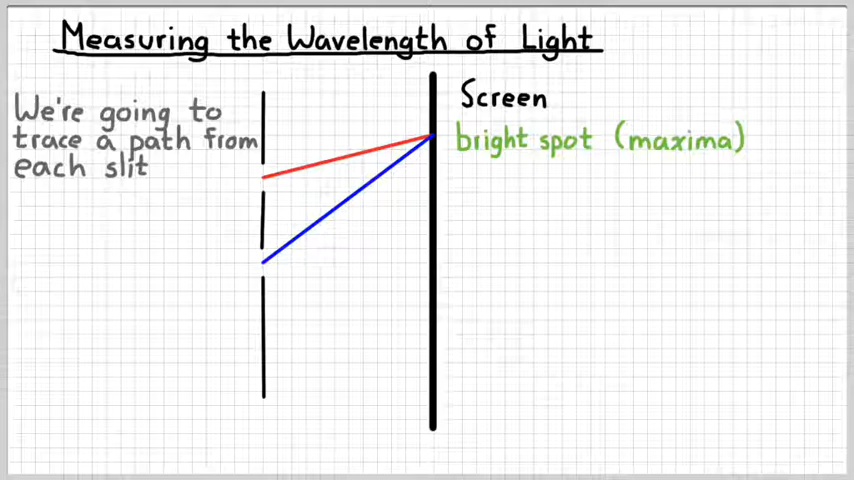 Measuring the Wavelength of Light
We're going to
trace a path from
each slit
Screen
bright spot (maxima)